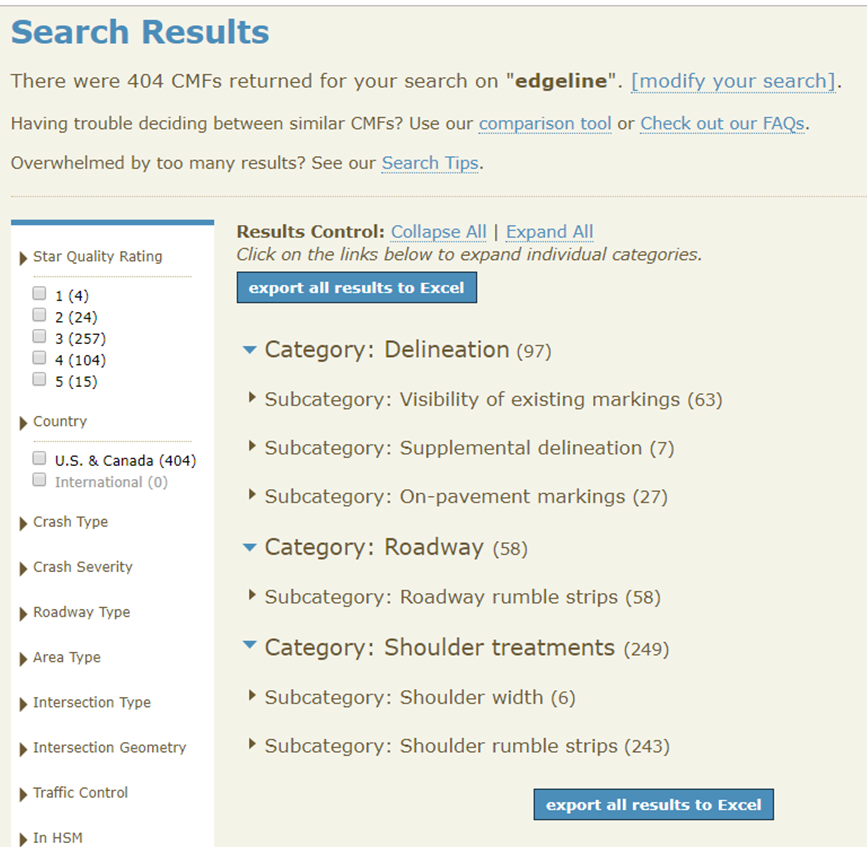 Search Results
There were 404 CMFs returned for your search on "edgeline". [modify your search].
Having trouble deciding between similar CMFs? Use our comparison tool or Check out our FAQs.
Overwhelmed by too many results? See our Search Tips.
Star Quality Rating
1 (4)
2 (24)
3 (257)
4 (104)
5 (15)
Country
U.S. & Canada (404)
International (0)
Crash Type
Crash Severity
Roadway Type
Area Type
Intersection Type
Intersection Geometry
Traffic Control
In HSM
Results Control: Collapse All | Expand All
Click on the links below to expand individual categories.
export all results to Excel
Category: Delineation (97)
Subcategory: Visibility of existing markings (63)
Subcategory: Supplemental delineation (7)
Subcategory: On-pavement markings (27)
Category: Roadway (58)
Subcategory: Roadway rumble strips (58)
Category: Shoulder treatments (249)
Subcategory: Shoulder width (6)
Subcategory: Shoulder rumble strips (243)
export all results to Excel